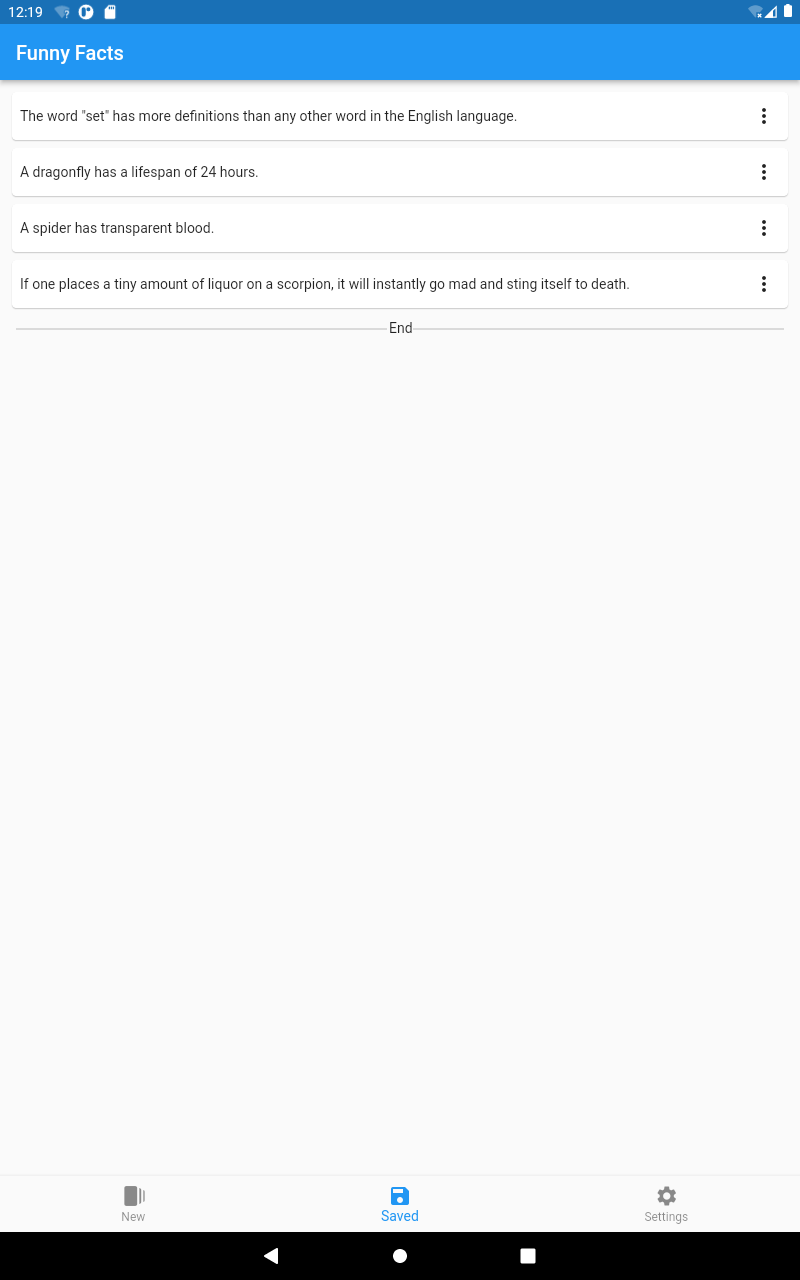 12:19
Funny Facts
The word "set" has more definitions than any other word in the English language.
A dragonfly has a lifespan of 24 hours.
A spider has transparent blood.
If one places a tiny amount of liquor on a scorpion, it will instantly go mad and sting itself to death.
End
New
Saved
Settings